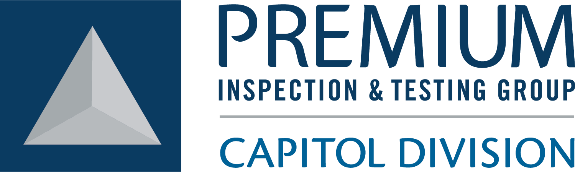 PREMIUM
INSPECTION & TESTING GROUP
CAPITOL DIVISION